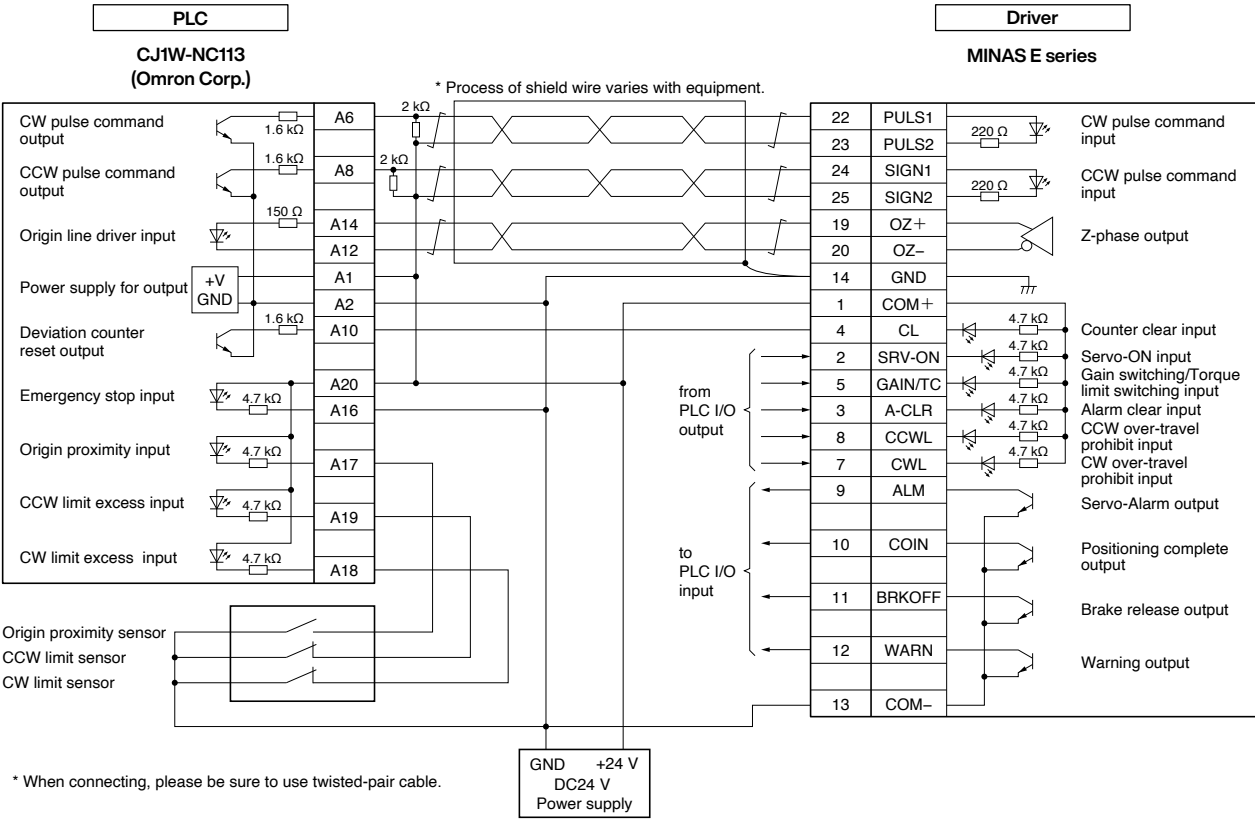 PLC
Driver
CJ1W-NC113
(Omron Corp.)
MINAS E series
* Process of shield wire varies with equipment.
CW pulse command
output
1.6 kΩ
A6
2 kΩ
22 PULS1
23 PULS2
220 Ω
CW pulse command
input
CCW pulse command
output
1.6 kΩ
A8
2 kΩ
24 SIGN1
25 SIGN2
220 Ω
CCW pulse command
input
Origin line driver input
150 Ω
A14
A12
19 OZ+
20 OZ−
Z-phase output
Power supply for output
+V
GND
A1
A2
14 GND
1 COM+
Deviation counter
reset output
1.6 kΩ
A10
4 CL
4.7 kΩ
Counter clear input
from
PLC I/O
output
2 SRV-ON
4.7 kΩ
Servo-ON input
5 GAIN/TC
4.7 kΩ
Gain switching/Torque
limit switching input
3 A-CLR
4.7 kΩ
Alarm clear input
8 CCWL
4.7 kΩ
CCW over-travel
prohibit input
7 CWL
4.7 kΩ
CW over-travel
prohibit input
Emergency stop input
4.7 kΩ
A20
A16
Origin proximity input
4.7 kΩ
A17
CCW limit excess input
4.7 kΩ
A19
CW limit excess input
4.7 kΩ
A18
to
PLC I/O
input
9 ALM
Servo-Alarm output
10 COIN
Positioning complete
output
11 BRKOFF
Brake release output
12 WARN
Warning output
13 COM−
Origin proximity sensor
CCW limit sensor
CW limit sensor
GND +24 V
DC24 V
Power supply
* When connecting, please be sure to use twisted-pair cable.